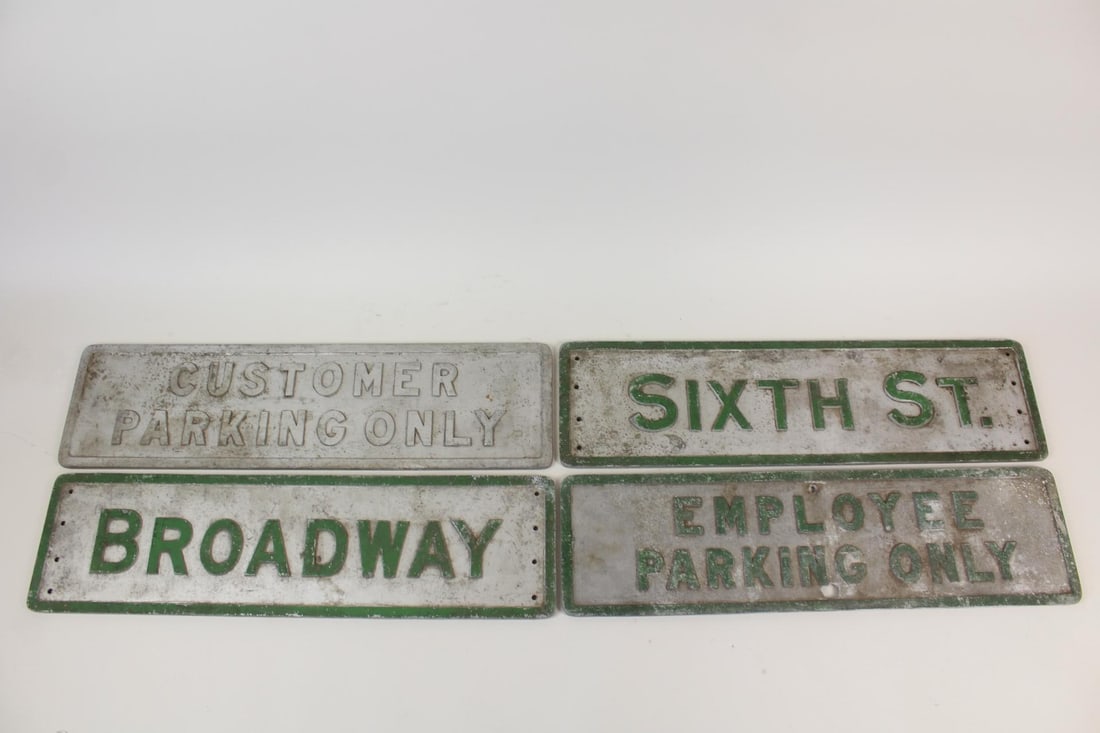 CUSTOMER
PARKING ONLY
SIXTH ST.
BROADWAY
EMPLOYEE
PARKING ONLY